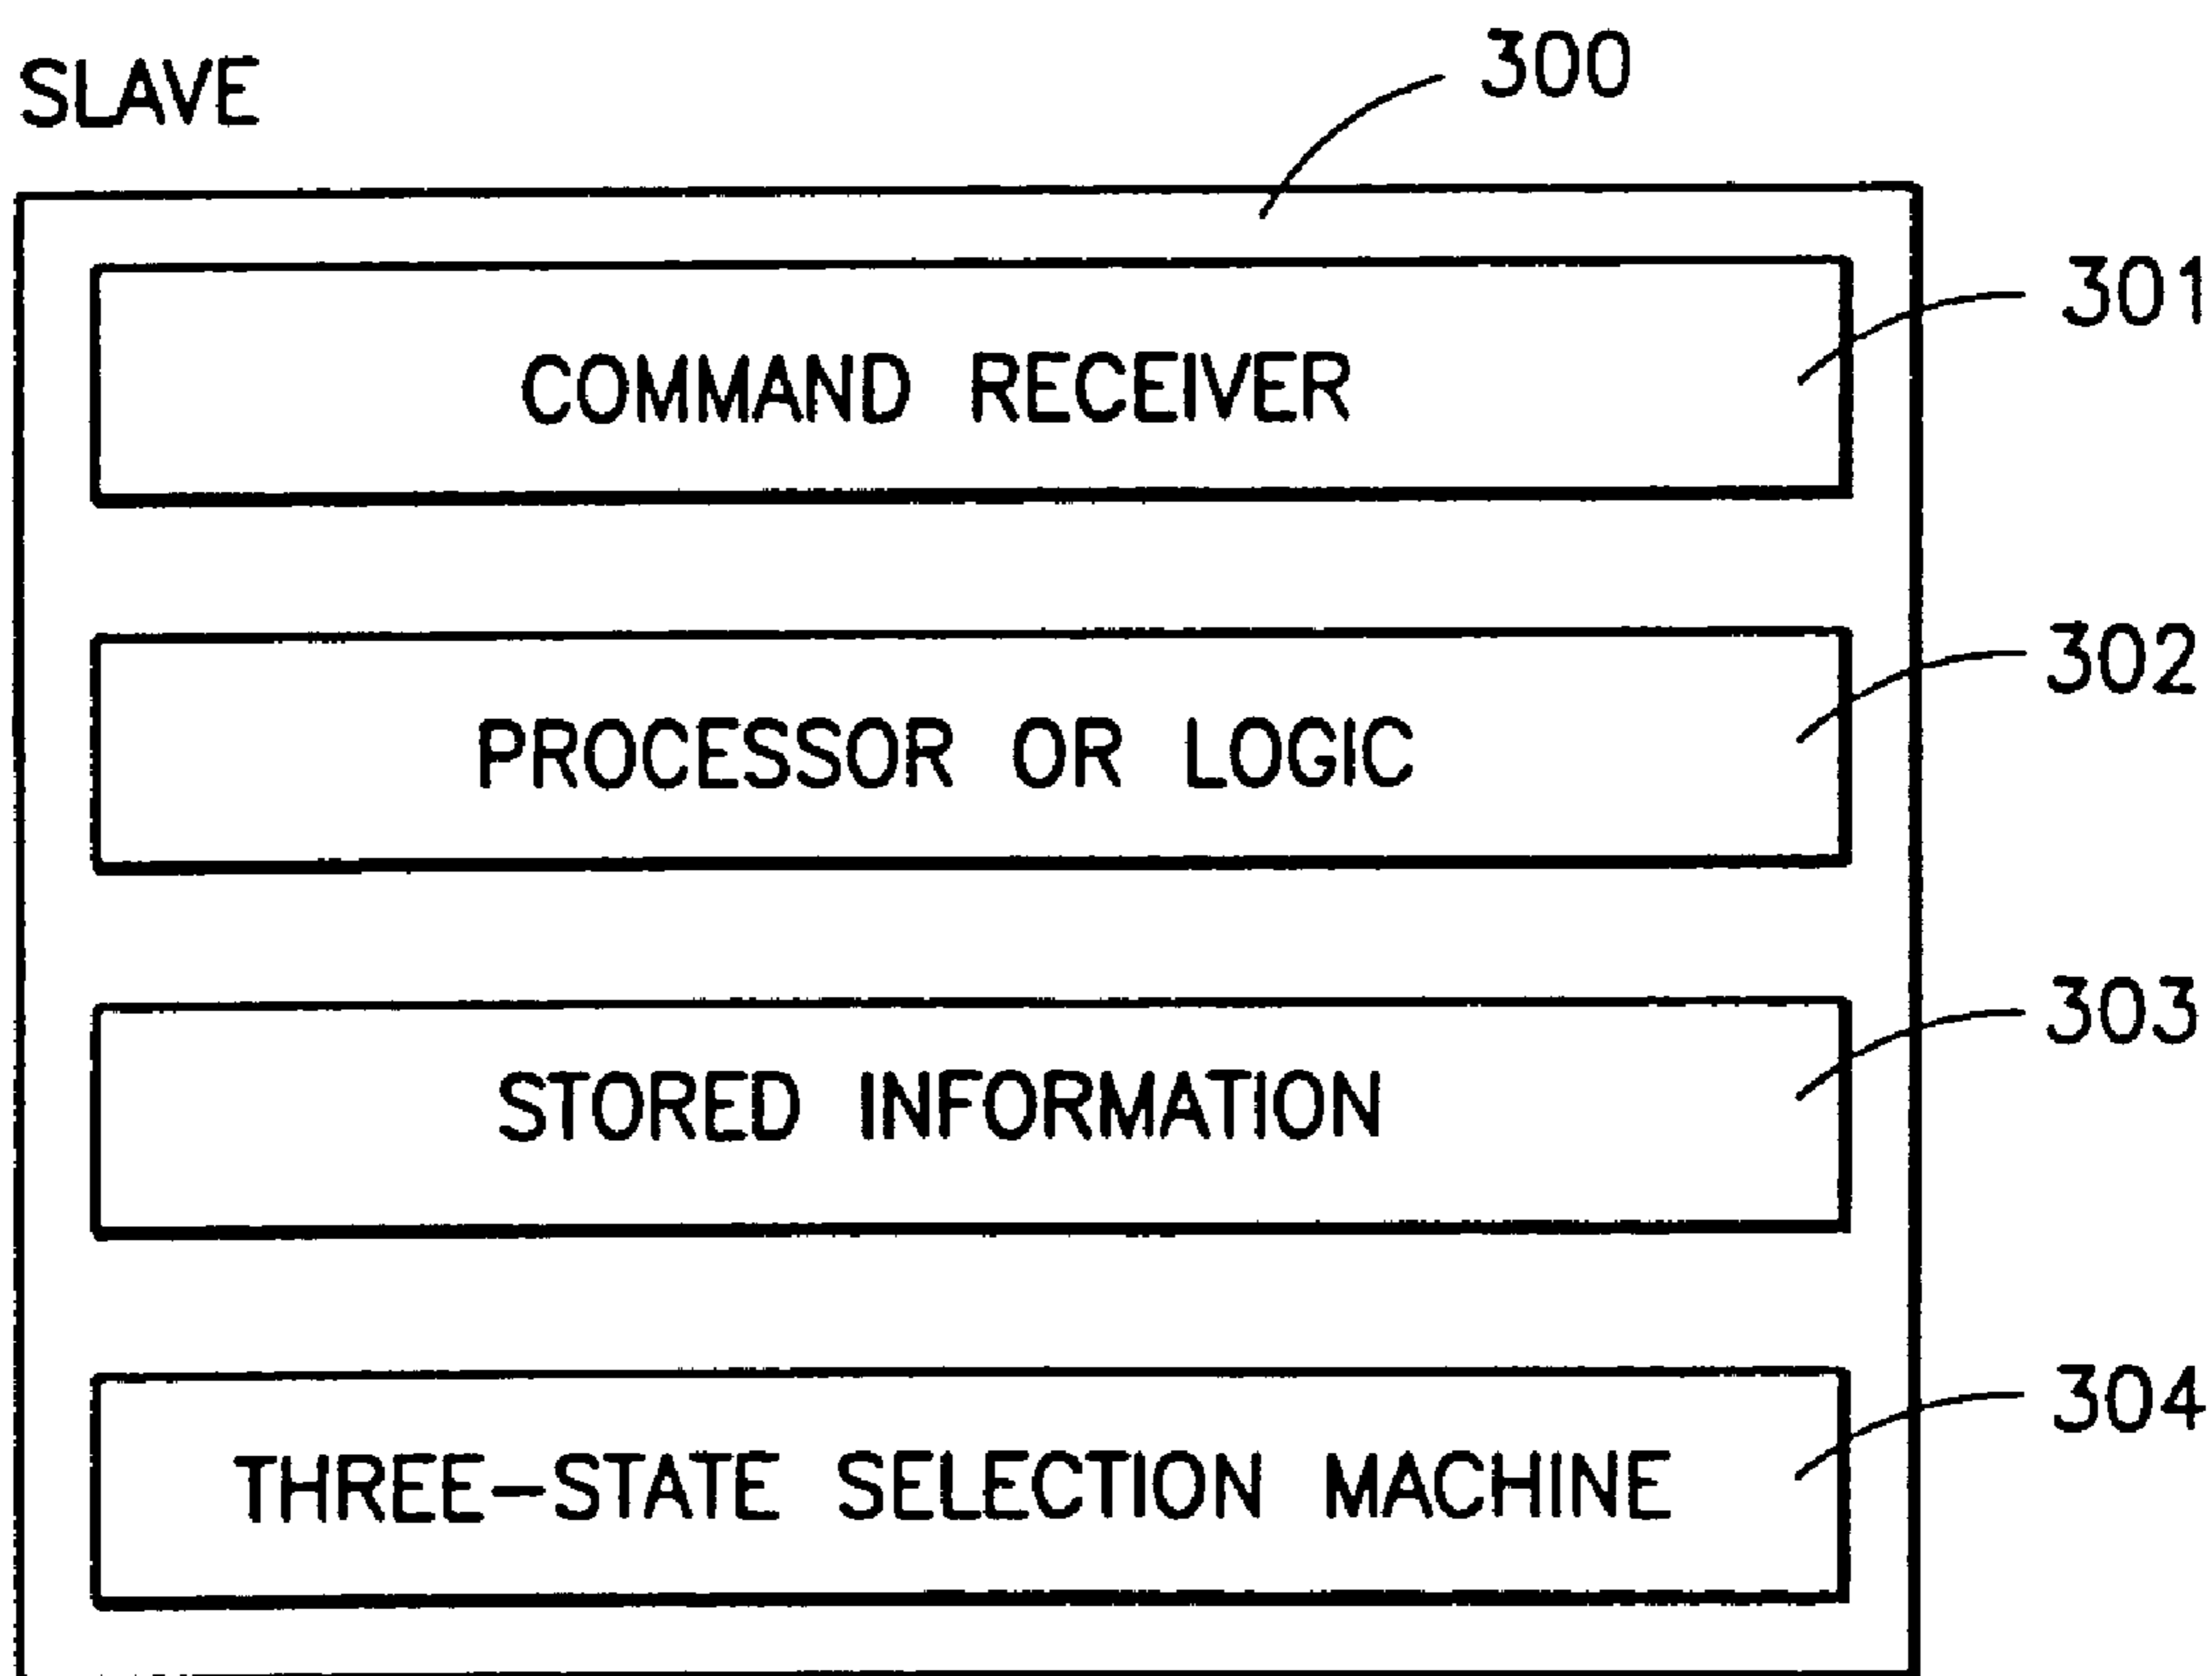 SLAVE
300
301
COMMAND RECEIVER
302
PROCESSOR OR LOGIC
303
STORED INFORMATION
304
THREE-STATE SELECTION MACHINE